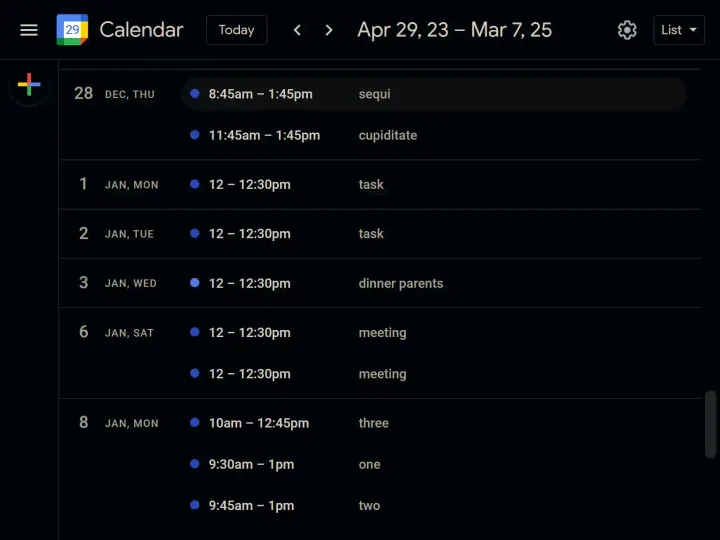 29 Calendar Today Apr 29, 23 – Mar 7, 25 List
28 DEC, THU 8:45am – 1:45pm sequi
11:45am – 1:45pm cupiditate
1 JAN, MON 12 – 12:30pm task
2 JAN, TUE 12 – 12:30pm task
3 JAN, WED 12 – 12:30pm dinner parents
6 JAN, SAT 12 – 12:30pm meeting
12 – 12:30pm meeting
8 JAN, MON 10am – 12:45pm three
9:30am – 1pm one
9:45am – 1pm two